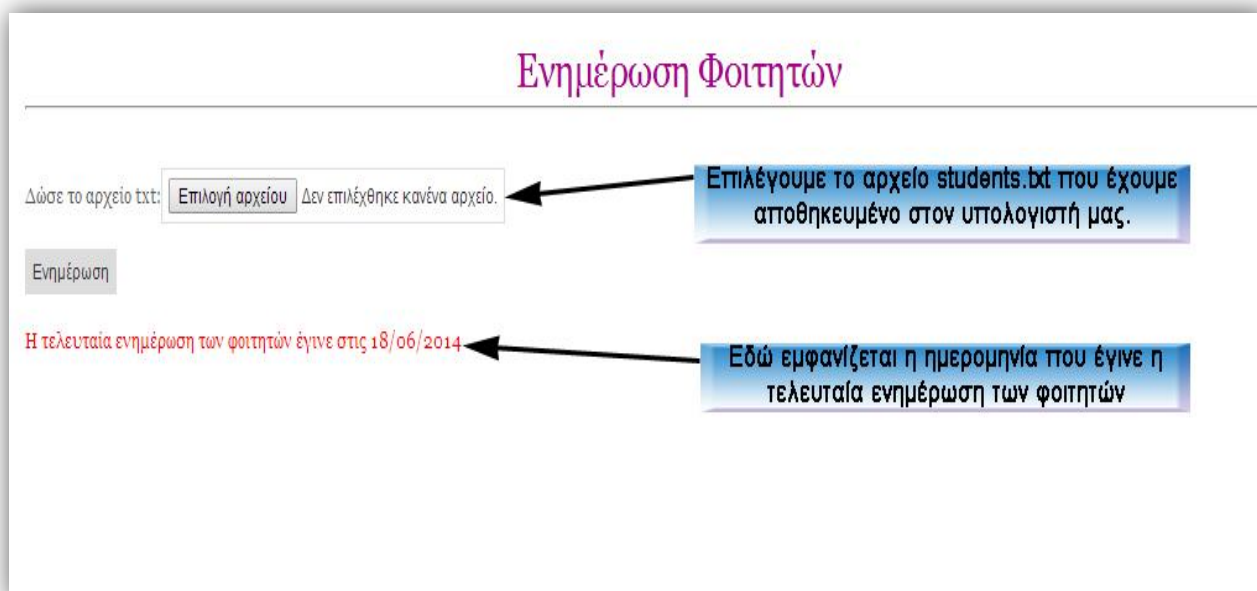 Ενημέρωση Φοιτητών
Δώσε το αρχείο txt: Επιλογή αρχείου Δεν επιλέχθηκε κανένα αρχείο.
Επιλέγουμε το αρχείο students.txt που έχουμε
αποθηκευμένο στον υπολογιστή μας.
Ενημέρωση
Η τελευταία ενημέρωση των φοιτητών έγινε στις 18/06/2014
Εδώ εμφανίζεται η ημερομηνία που έγινε η
τελευταία ενημέρωση των φοιτητών